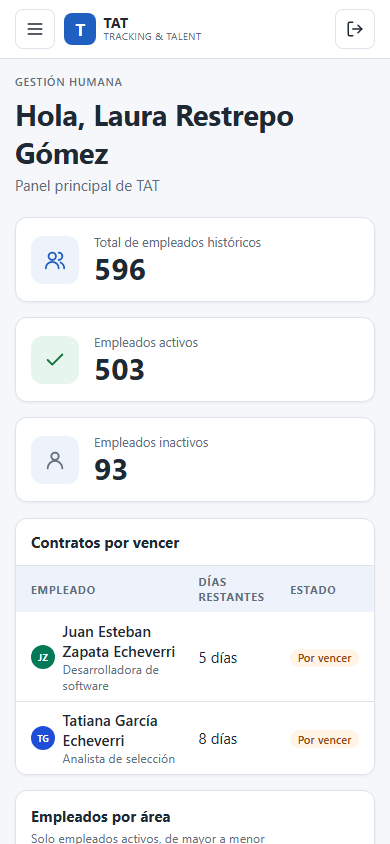 T
TAT
TRACKING & TALENT
GESTIÓN HUMANA
Hola, Laura Restrepo
Gómez
Panel principal de TAT
Total de empleados históricos
596
Empleados activos
503
Empleados inactivos
93
Contratos por vencer
EMPLEADO
DÍAS
RESTANTES
ESTADO
JZ
Juan Esteban
Zapata Echeverri
Desarrolladora de
software
5 días
Por vencer
TG
Tatiana García
Echeverri
Analista de selección
8 días
Por vencer
Empleados por área
Solo empleados activos, de mayor a menor